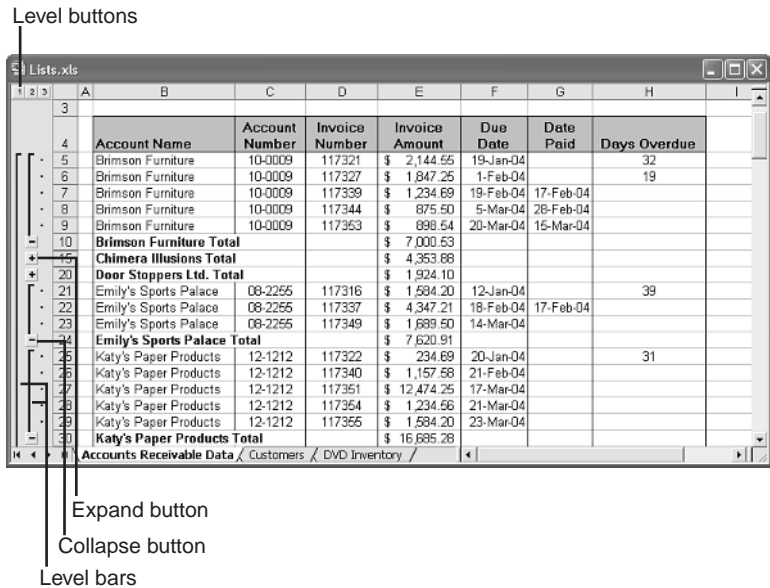 Level buttons
Lists.xls
1 2 3 A B C D E F G H I
3
4 Account Name Account Number Invoice Number Invoice Amount Due Date Date Paid Days Overdue
5 Brimson Furniture 10-0009 117321 $ 2,144.55 19-Jan-04 32
6 Brimson Furniture 10-0009 117327 $ 1,847.25 1-Feb-04 19
7 Brimson Furniture 10-0009 117339 $ 1,234.69 19-Feb-04 17-Feb-04
8 Brimson Furniture 10-0009 117344 $ 875.50 5-Mar-04 28-Feb-04
9 Brimson Furniture 10-0009 117353 $ 898.54 20-Mar-04 15-Mar-04
10 Brimson Furniture Total $ 7,000.53
15 Chimera Illusions Total $ 4,353.88
20 Door Stoppers Ltd. Total $ 1,924.10
21 Emily's Sports Palace 08-2255 117316 $ 1,584.20 12-Jan-04 39
22 Emily's Sports Palace 08-2255 117337 $ 4,347.21 18-Feb-04 17-Feb-04
23 Emily's Sports Palace 08-2255 117349 $ 1,689.50 14-Mar-04
24 Emily's Sports Palace Total $ 7,620.91
25 Katy's Paper Products 12-1212 117322 $ 234.69 20-Jan-04 31
26 Katy's Paper Products 12-1212 117340 $ 1,157.58 21-Feb-04
27 Katy's Paper Products 12-1212 117351 $ 12,474.25 17-Mar-04
28 Katy's Paper Products 12-1212 117354 $ 1,234.56 21-Mar-04
29 Katy's Paper Products 12-1212 117355 $ 1,584.20 23-Mar-04
30 Katy's Paper Products Total $ 16,685.28
Accounts Receivable Data / Customers / DVD Inventory /
Expand button
Collapse button
Level bars